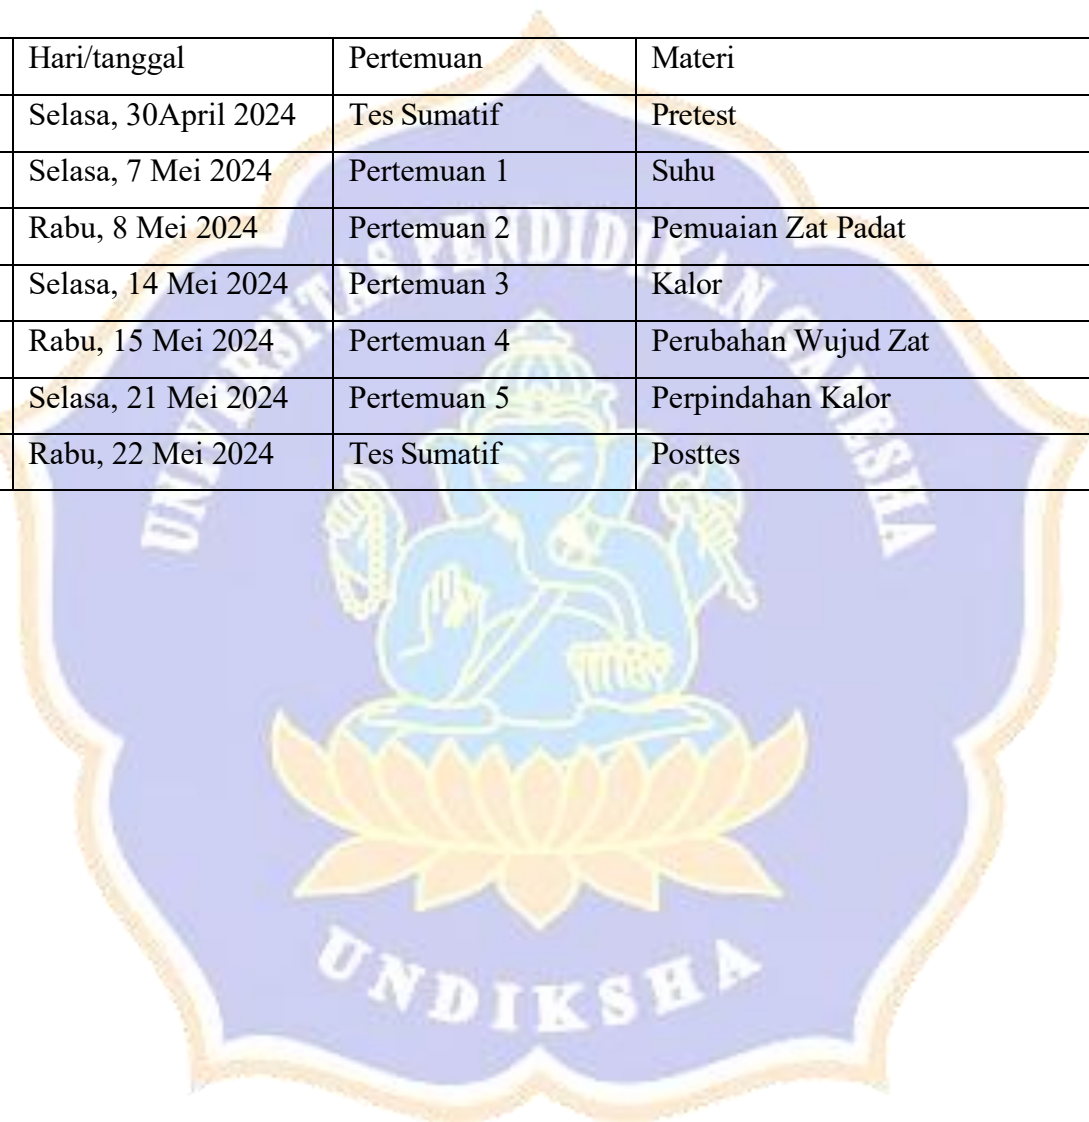 Hari/tanggal Pertemuan Materi
Selasa, 30April 2024 Tes Sumatif Pretest
Selasa, 7 Mei 2024 Pertemuan 1 Suhu
Rabu, 8 Mei 2024 Pertemuan 2 Pemuaian Zat Padat
Selasa, 14 Mei 2024 Pertemuan 3 Kalor
Rabu, 15 Mei 2024 Pertemuan 4 Perubahan Wujud Zat
Selasa, 21 Mei 2024 Pertemuan 5 Perpindahan Kalor
Rabu, 22 Mei 2024 Tes Sumatif Posttes
UNIVERSITAS PENDIDIKAN GANESHA
UNDIKSHA